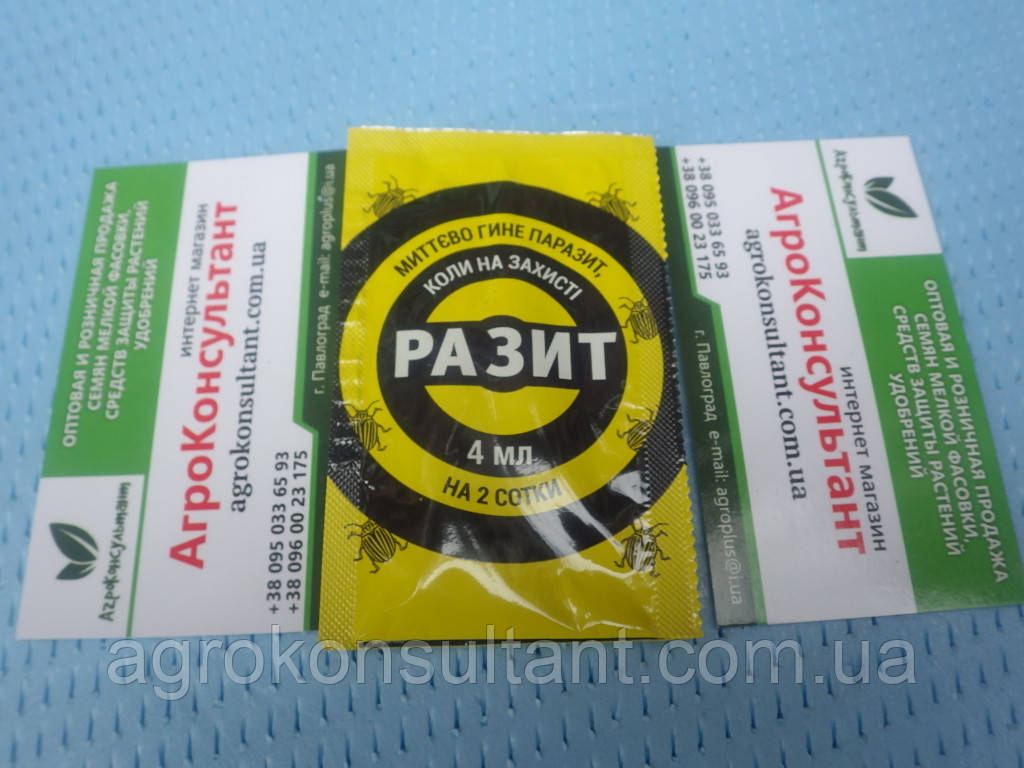 ОПТОВАЯ И РОЗНИЧНАЯ ПРОДАЖА
СЕМЯН МЕЛКОЙ ФАСОВКИ,
СРЕДСТВ ЗАЩИТЫ РАСТЕНИЙ
УДОБРЕНИЙ
АгроКонсультант
интернет магазин
АгроКонсультант
agrokonsultant.com.ua
+38 095 033 65 93
+38 096 00 23 175
г. Павлоград e-mail: agroplus@i.ua
МИТТЄВО ГИНЕ ПАРАЗИТ,
КОЛИ НА ЗАХИСТІ
РАЗИТ
4 МЛ
НА 2 СОТКИ
+38 095 033 65 93
+38 096 00 23 175
г. Павлоград e-mail: agroplus@i.ua
АгроКонсультант
agrokonsultant.com.ua
интернет магазин
АгроКонсультант
ОПТОВАЯ И РОЗНИЧНАЯ ПРОДАЖА
СЕМЯН МЕЛКОЙ ФАСОВКИ,
СРЕДСТВ ЗАЩИТЫ РАСТЕНИЙ
УДОБРЕНИЙ
agrokonsultant.com.ua